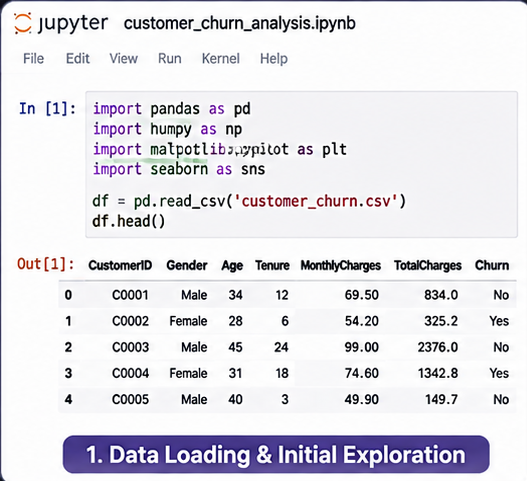 jupyter customer_churn_analysis.ipynb
File Edit View Run Kernel Help
In [1]: import pandas as pd
import humpy as np
import as plt
import seaborn as sns
df = pd.read_csv('customer_churn.csv')
df.head()
Out[1]: CustomerID Gender Age Tenure MonthlyCharges TotalCharges Churn
0 C0001 Male 34 12 69.50 834.0 No
1 C0002 Female 28 6 54.20 325.2 Yes
2 C0003 Male 45 24 99.00 2376.0 No
3 C0004 Female 31 18 74.60 1342.8 Yes
4 C0005 Male 40 3 49.90 149.7 No
1. Data Loading & Initial Exploration